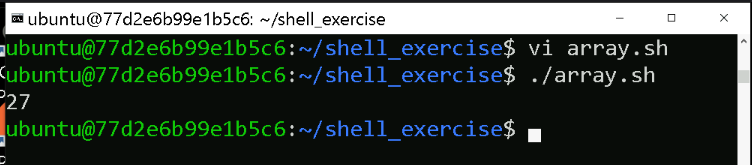 ubuntu@77d2e6b99e1b5c6: ~/shell_exercise
ubuntu@77d2e6b99e1b5c6:~/shell_exercise$ vi array.sh
ubuntu@77d2e6b99e1b5c6:~/shell_exercise$ ./array.sh
27
ubuntu@77d2e6b99e1b5c6:~/shell_exercise$